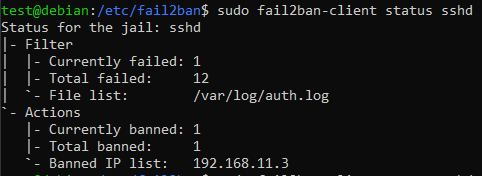 test@debian:/etc/fail2ban$ sudo fail2ban-client status sshd
Status for the jail: sshd
|- Filter
|  |- Currently failed: 1
|  |- Total failed:     12
|  `- File list:        /var/log/auth.log
`- Actions
   |- Currently banned: 1
   |- Total banned:     1
   `- Banned IP list:   192.168.11.3